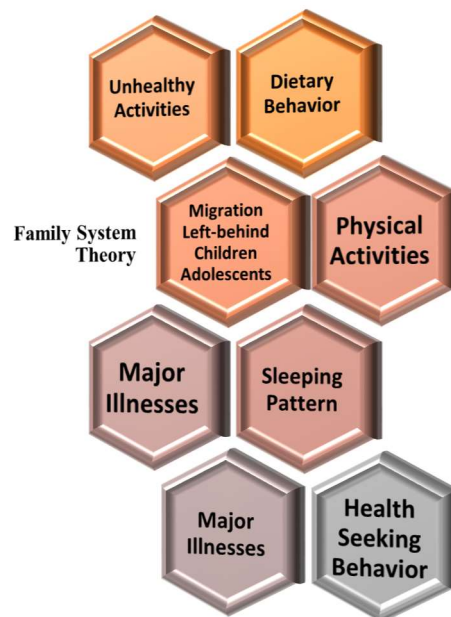 Unhealthy
Activities
Dietary
Behavior
Family System
Theory
Migration
Left-behind
Children
Adolescents
Physical
Activities
Major
Illnesses
Sleeping
Pattern
Major
Illnesses
Health
Seeking
Behavior